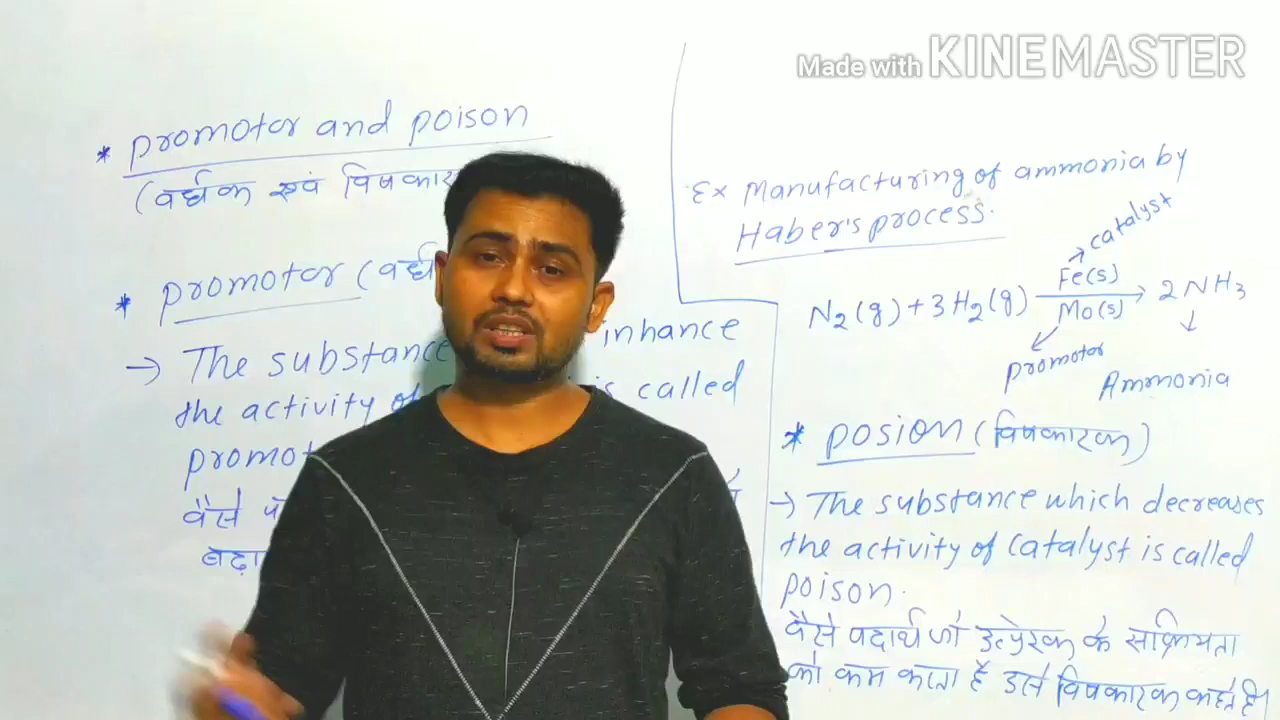 Made with KINEMASTER
* promotor and poison
(वर्धक एवं विषकारक
* promotor (वर्ध
→ The substance inhance
the activity of is called
promot
वैसे
बढ़ा
Ex Manufacturing of ammonia by
Haber's process.
catalyst
Fe(s)
N2(g) + 3H2(g) → 2NH3
Mo(s)
promotor
Ammonia
* posion (विषकारक)
→ The substance which decreases
the activity of catalyst is called
poison.
वैसे पदार्थ जो उत्प्रेरक के सक्रियता
को कम करता है उसे विषकारक कहते है।